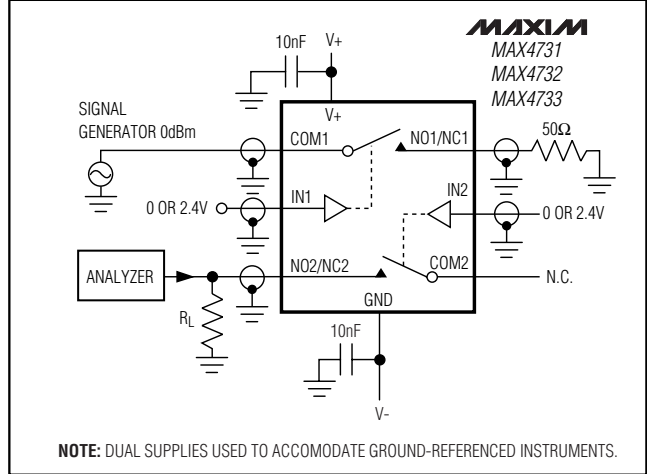 MAXIM
MAX4731
MAX4732
MAX4733
10nF
V+
V+
SIGNAL
GENERATOR 0dBm
COM1
NO1/NC1
50Ω
0 OR 2.4V
IN1
IN2
0 OR 2.4V
ANALYZER
NO2/NC2
COM2
N.C.
RL
GND
10nF
V-
NOTE: DUAL SUPPLIES USED TO ACCOMODATE GROUND-REFERENCED INSTRUMENTS.